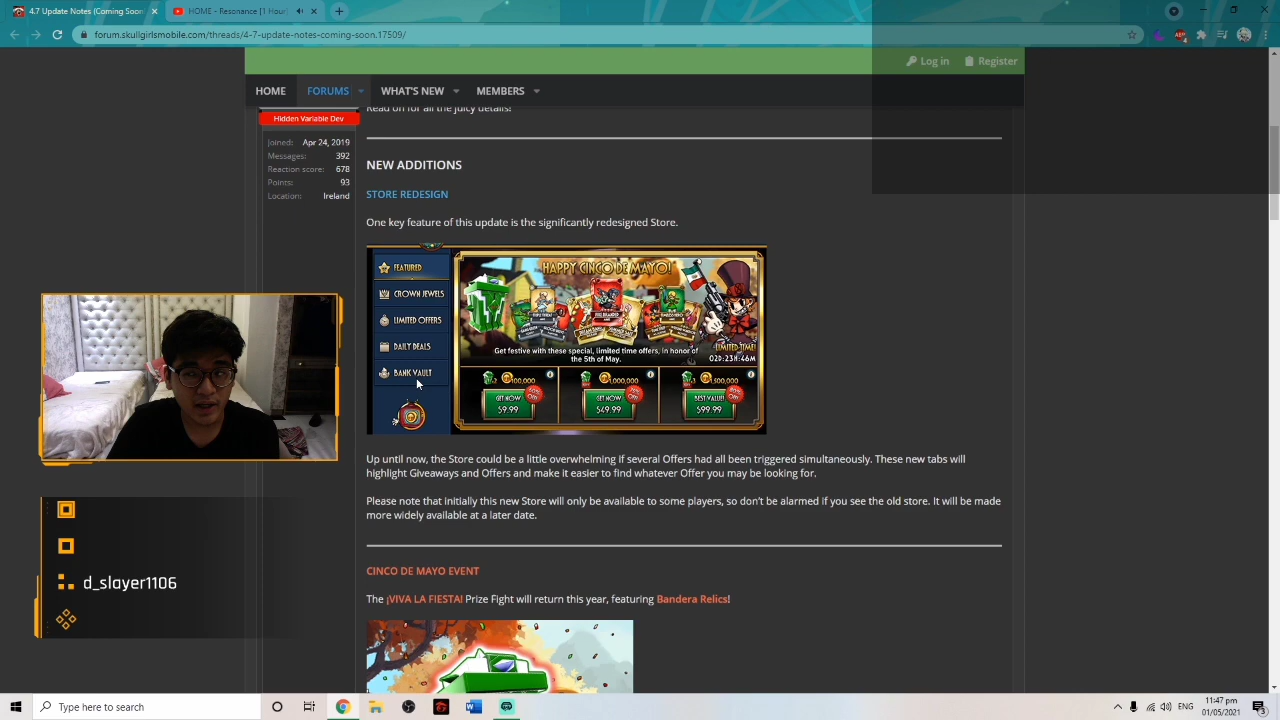 4.7 Update Notes (Coming Soon
HOME - Resonance [1 Hour
forum.skullgirlsmobile.com/threads/4-7-update-notes-coming-soon.17509/
Log in
Register
HOME
FORUMS
WHAT'S NEW
MEMBERS
Read on for all the juicy details!
Hidden Variable Dev
Joined: Apr 24, 2019
Messages: 392
Reaction score: 678
Points: 93
Location: Ireland
NEW ADDITIONS
STORE REDESIGN
One key feature of this update is the significantly redesigned Store.
FEATURED
CROWN JEWELS
LIMITED OFFERS
DAILY DEALS
BANK VAULT
HAPPY CINCO DE MAYO!
Get festive with these special, limited time offers, in honor of
the 5th of May.
LIMITED TIME!
02D:23H:46M
100,000
1,000,000
1,500,000
GET NOW
$9.99
GET NOW
$49.99
BEST VALUE!
$99.99
Up until now, the Store could be a little overwhelming if several Offers had all been triggered simultaneously. These new tabs will
highlight Giveaways and Offers and make it easier to find whatever Offer you may be looking for.
Please note that initially this new Store will only be available to some players, so don't be alarmed if you see the old store. It will be made
more widely available at a later date.
CINCO DE MAYO EVENT
The ¡VIVA LA FIESTA! Prize Fight will return this year, featuring Bandera Relics!
d_slayer1106
Type here to search
ENG
11:47 pm
01/05/2021